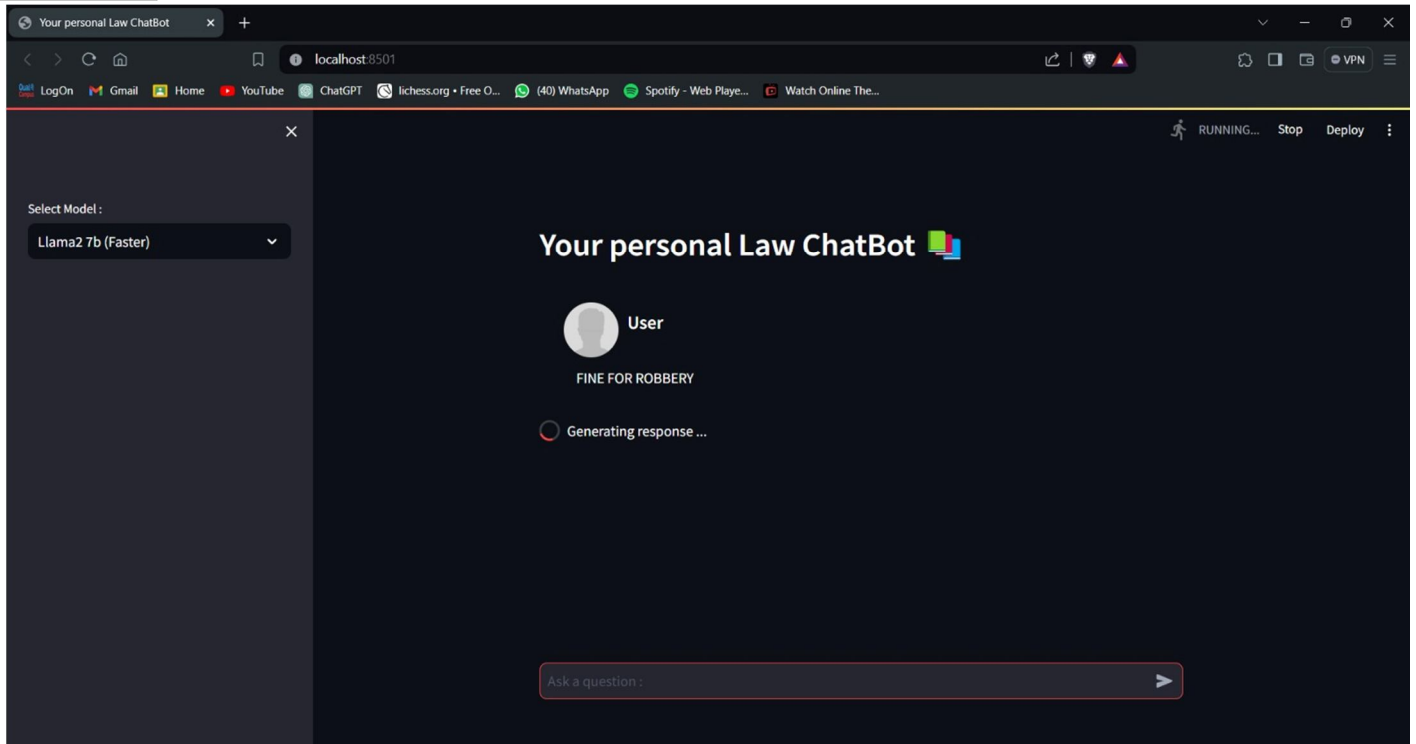 Your personal Law ChatBot
localhost:8501
VPN
LogOn Gmail Home YouTube ChatGPT lichess.org • Free O... (40) WhatsApp Spotify - Web Playe... Watch Online The...
RUNNING... Stop Deploy
Select Model :
Llama2 7b (Faster)
Your personal Law ChatBot
User
FINE FOR ROBBERY
Generating response ...
Ask a question :